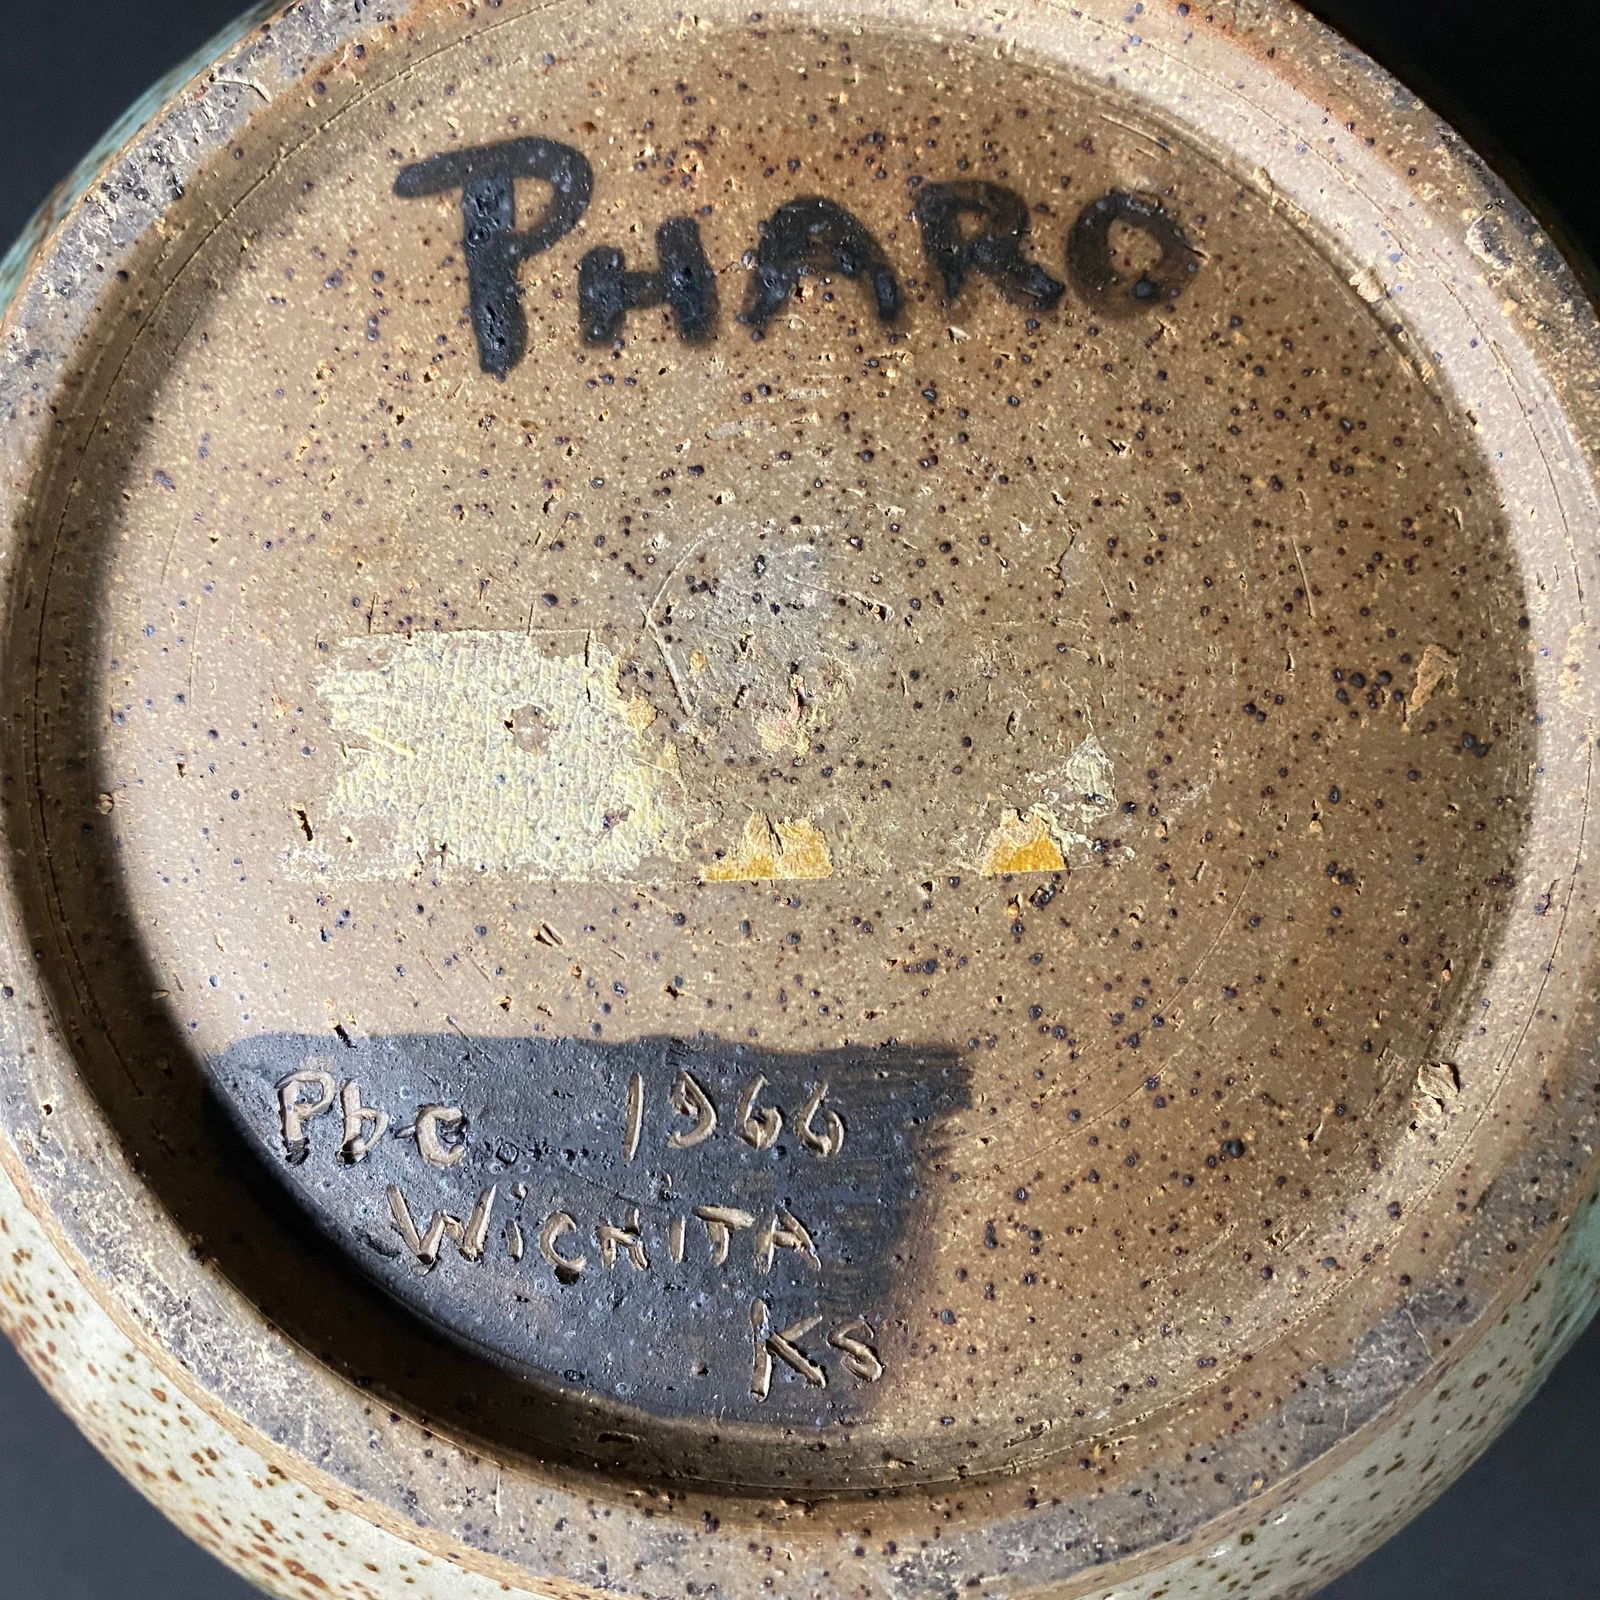 PHARO
Pbc 1966
WICHITA
KS